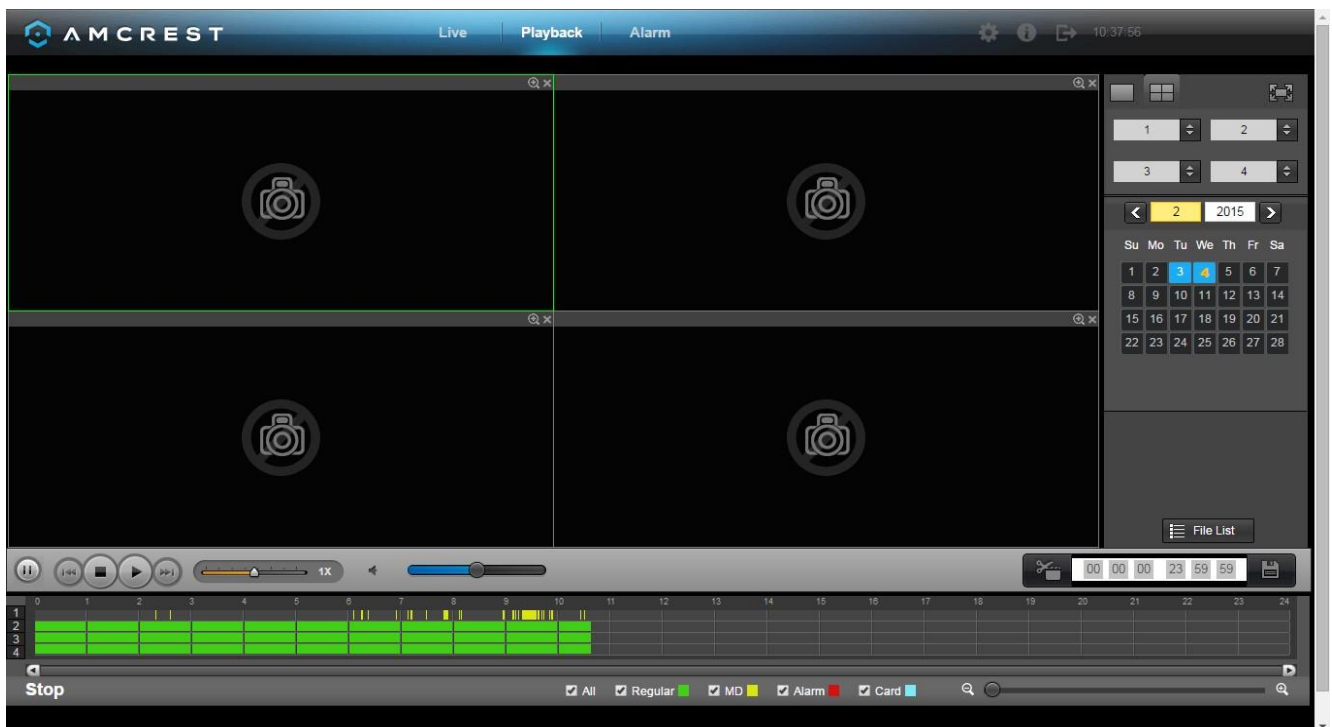 AMCREST Live Playback Alarm 10:37:56
1 2
3 4
2 2015
Su Mo Tu We Th Fr Sa
1 2 3 4 5 6 7
8 9 10 11 12 13 14
15 16 17 18 19 20 21
22 23 24 25 26 27 28
File List
1X 00 00 00 23 59 59
0 1 2 3 4 5 6 7 8 9 10 11 12 13 14 15 16 17 18 19 20 21 22 23 24
1
2
3
4
Stop All Regular MD Alarm Card